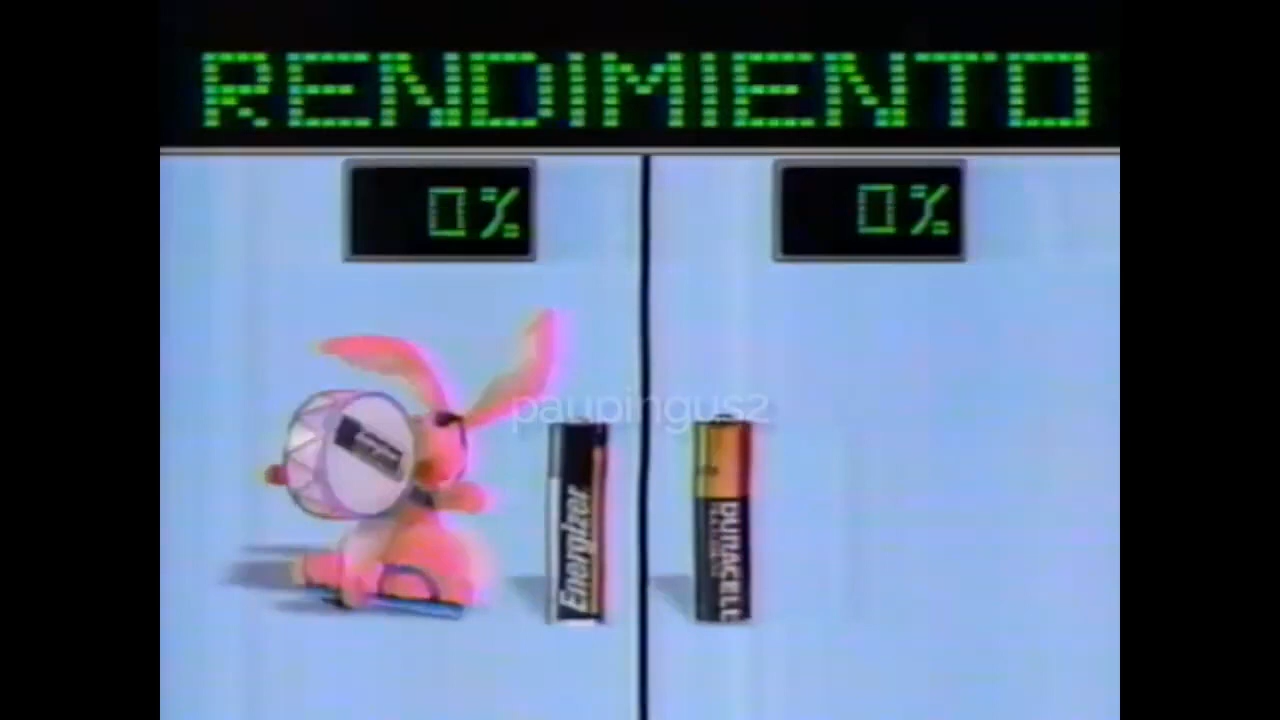 RENDIMIENTO
0%
0%
paupingus2
Energizer
DURACELL